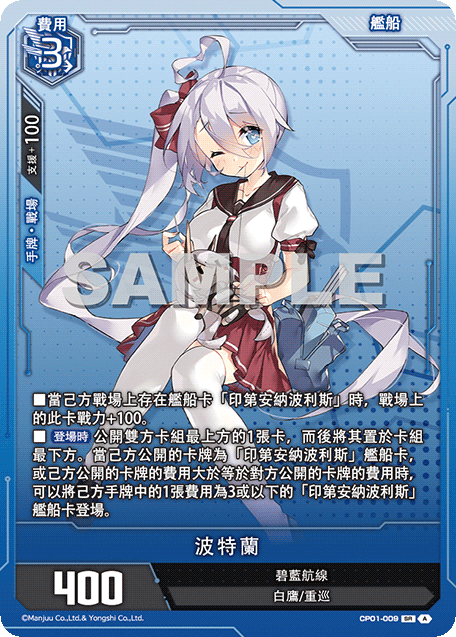 費用
3
艦船
支援+100
手牌・戰場
SAMPLE
■當己方戰場上存在艦船卡「印第安納波利斯」時，戰場上
的此卡戰力+100。
■ 登場時 公開雙方卡組最上方的1張卡，而後將其置於卡組
最下方。當己方公開的卡牌為「印第安納波利斯」艦船卡，
或己方公開的卡牌的費用大於等於對方公開的卡牌的費用時，
可以將己方手牌中的1張費用為3或以下的「印第安納波利斯」
艦船卡登場。
波特蘭
400
碧藍航線
白鷹/重巡
©Manjuu Co.,Ltd.& Yongshi Co.,Ltd.
CP01-009 SR A